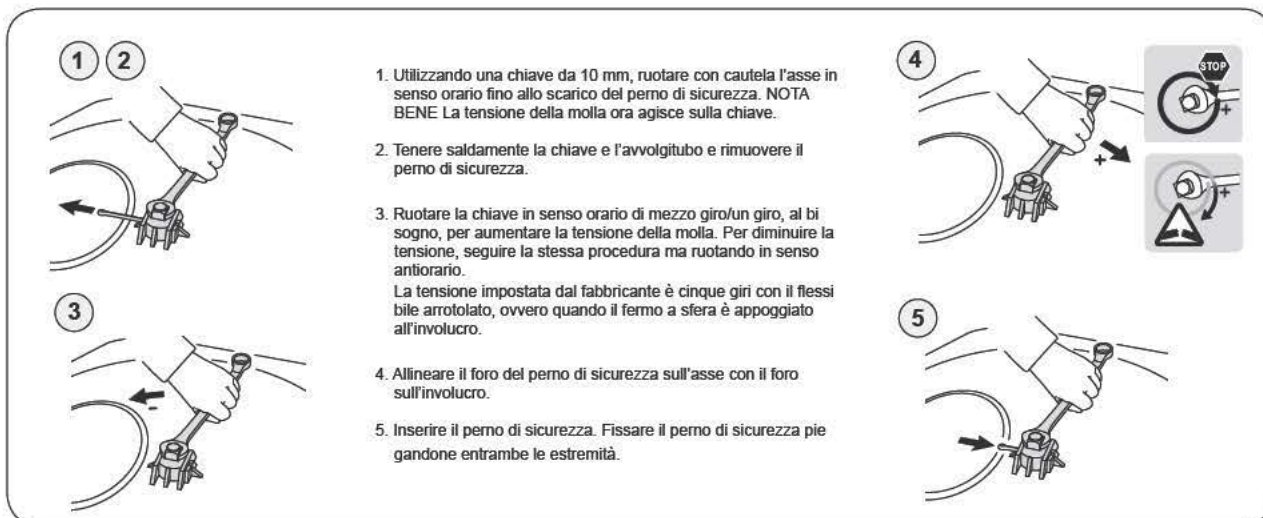 1 2
1. Utilizzando una chiave da 10 mm, ruotare con cautela l'asse in
senso orario fino allo scarico del perno di sicurezza. NOTA
BENE La tensione della molla ora agisce sulla chiave.
2. Tenere saldamente la chiave e l'avvolgitubo e rimuovere il
perno di sicurezza.
3. Ruotare la chiave in senso orario di mezzo giro/un giro, al bi
sogno, per aumentare la tensione della molla. Per diminuire la
tensione, seguire la stessa procedura ma ruotando in senso
antiorario.
La tensione impostata dal fabbricante è cinque giri con il flessi
bile arrotolato, ovvero quando il fermo a sfera è appoggiato
all'involucro.
4. Allineare il foro del perno di sicurezza sull'asse con il foro
sull'involucro.
5. Inserire il perno di sicurezza. Fissare il perno di sicurezza pie
gandone entrambe le estremità.
3
-
4
+
STOP
+
+
5